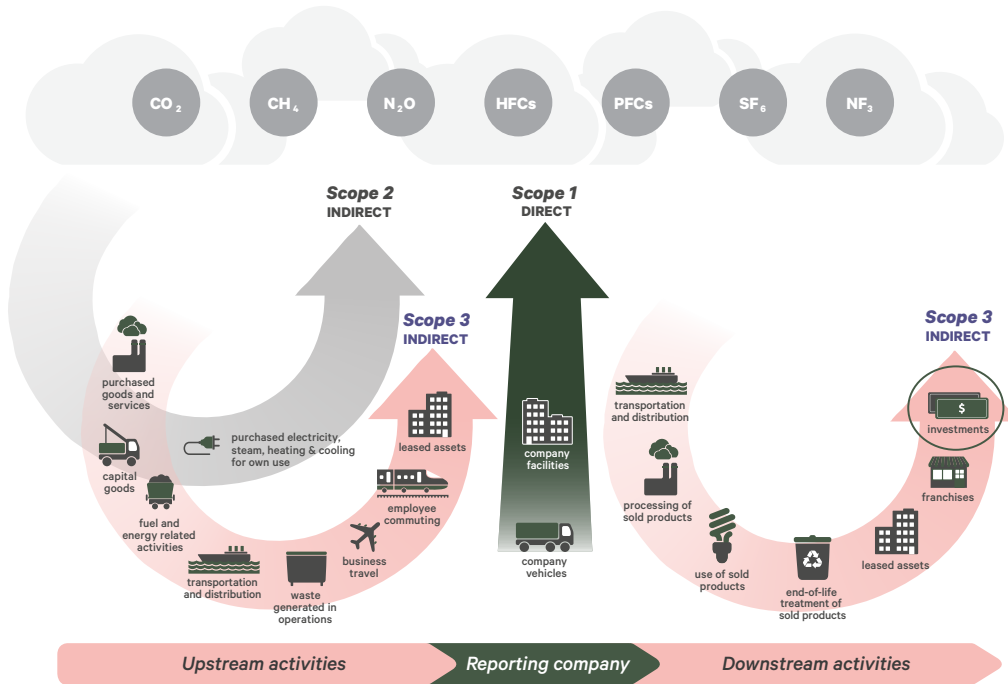 CO₂
CH₄
N₂O
HFCs
PFCs
SF₆
NF₃
Scope 2
INDIRECT
Scope 1
DIRECT
Scope 3
INDIRECT
Scope 3
INDIRECT
purchased
goods and
services
capital
goods
fuel and
energy related
activities
purchased electricity,
steam, heating & cooling
for own use
transportation
and distribution
waste
generated in
operations
business
travel
employee
commuting
leased assets
company
facilities
company
vehicles
transportation
and distribution
processing of
sold products
use of sold
products
end-of-life
treatment of
sold products
leased assets
franchises
$
investments
Upstream activities
Reporting company
Downstream activities